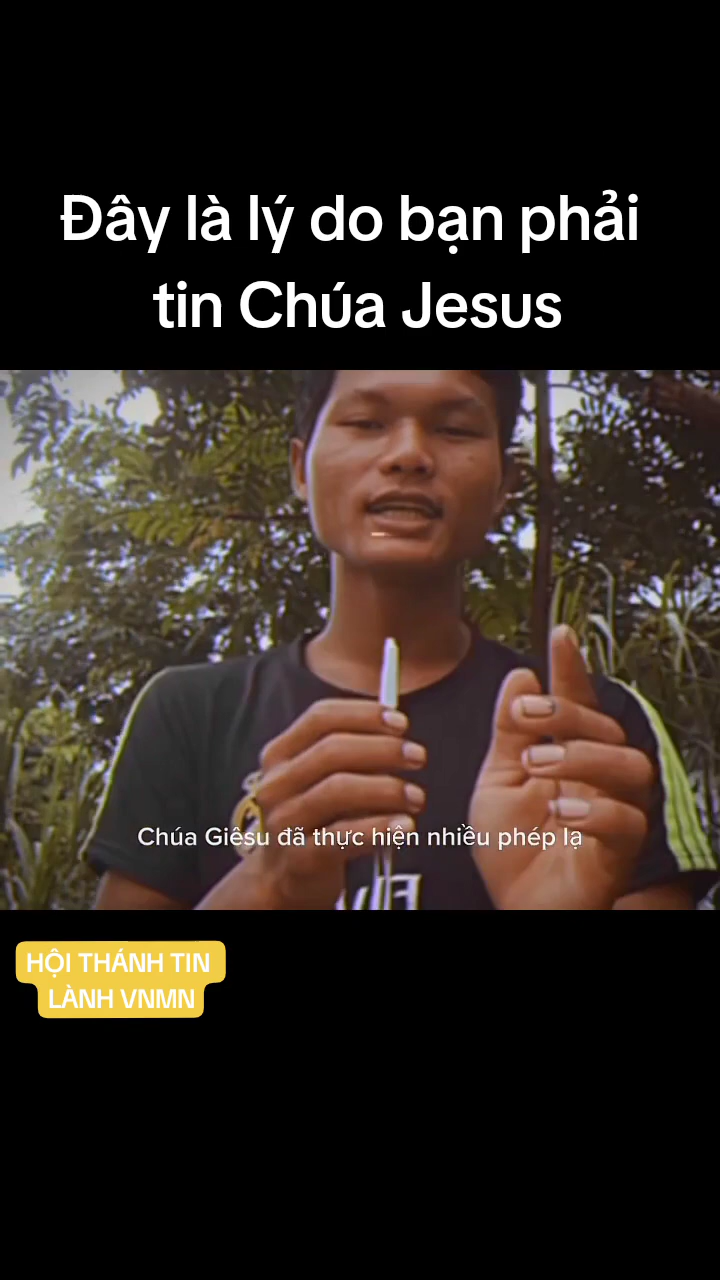 Đây là lý do bạn phải
tin Chúa Jesus
Chúa Giêsu đã thực hiện nhiều phép lạ
HỘI THÁNH TIN
LÀNH VNMN